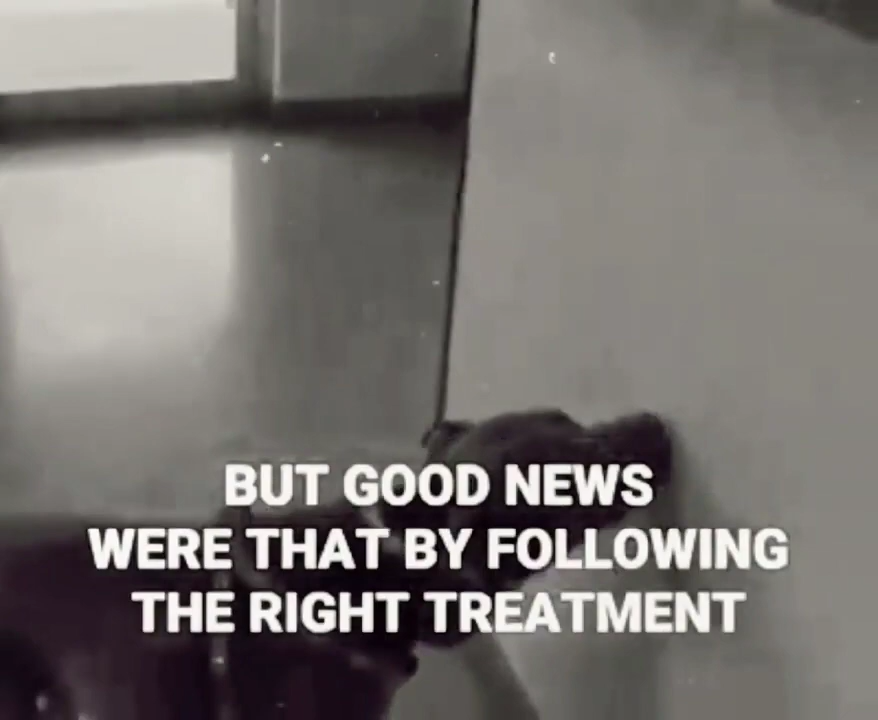 BUT GOOD NEWS
WERE THAT BY FOLLOWING
THE RIGHT TREATMENT